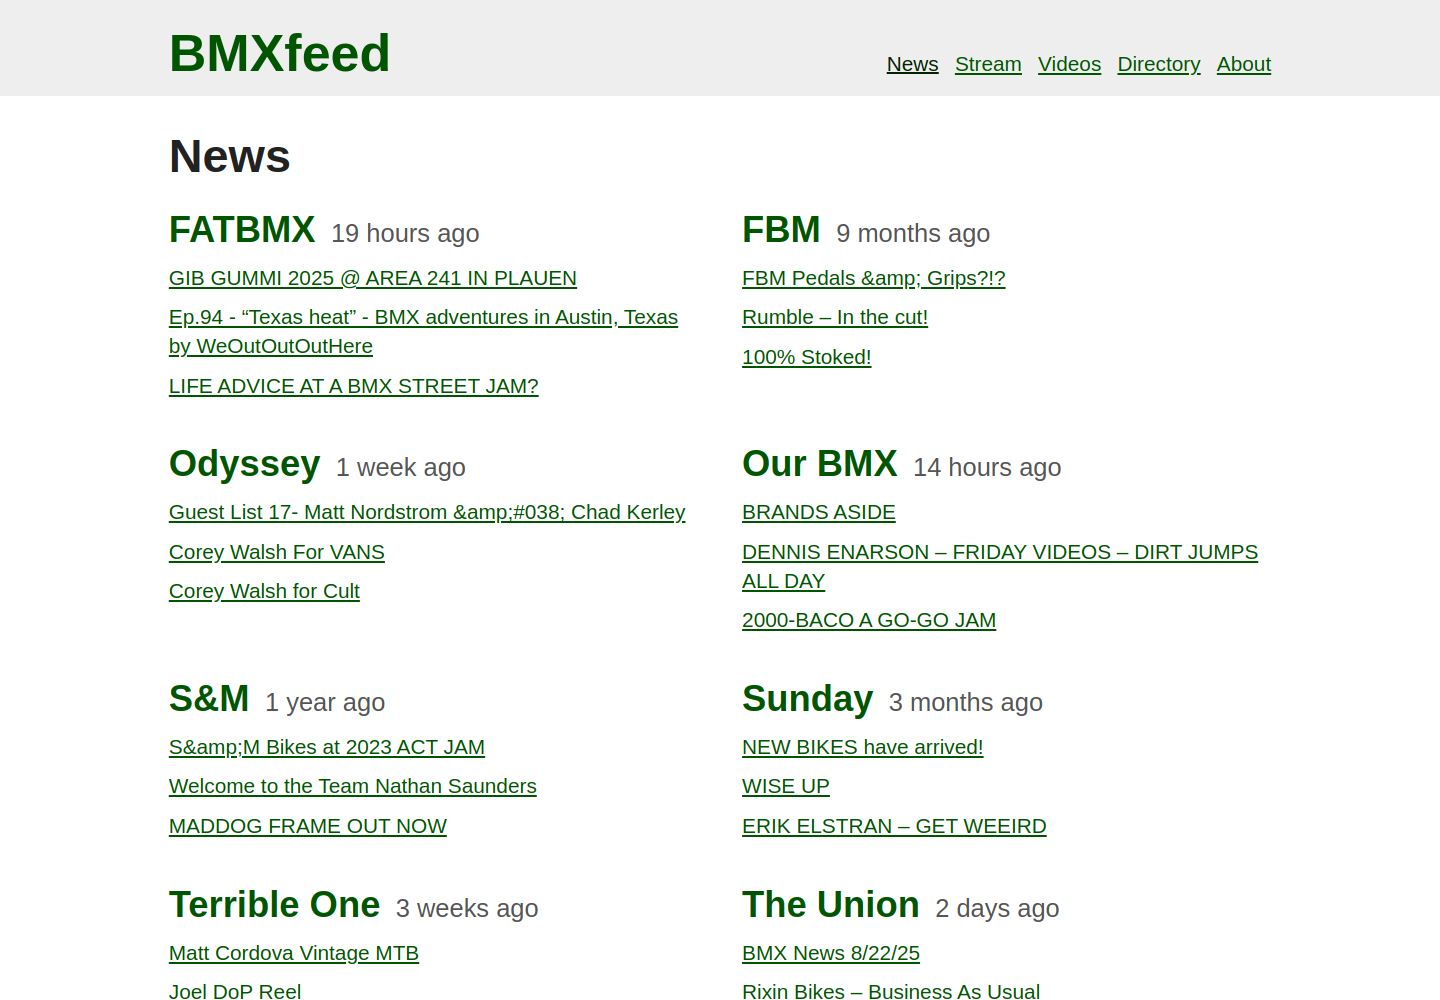 BMXfeed
News Stream Videos Directory About
News
FATBMX 19 hours ago
GIB GUMMI 2025 @ AREA 241 IN PLAUEN
Ep.94 - “Texas heat” - BMX adventures in Austin, Texas
by WeOutOutOutHere
LIFE ADVICE AT A BMX STREET JAM?
FBM 9 months ago
FBM Pedals &amp; Grips?!?
Rumble – In the cut!
100% Stoked!
Odyssey 1 week ago
Guest List 17- Matt Nordstrom &amp;#038; Chad Kerley
Corey Walsh For VANS
Corey Walsh for Cult
Our BMX 14 hours ago
BRANDS ASIDE
DENNIS ENARSON – FRIDAY VIDEOS – DIRT JUMPS
ALL DAY
2000-BACO A GO-GO JAM
S&M 1 year ago
S&amp;M Bikes at 2023 ACT JAM
Welcome to the Team Nathan Saunders
MADDOG FRAME OUT NOW
Sunday 3 months ago
NEW BIKES have arrived!
WISE UP
ERIK ELSTRAN – GET WEEIRD
Terrible One 3 weeks ago
Matt Cordova Vintage MTB
Joel DoP Reel
The Union 2 days ago
BMX News 8/22/25
Rixin Bikes – Business As Usual